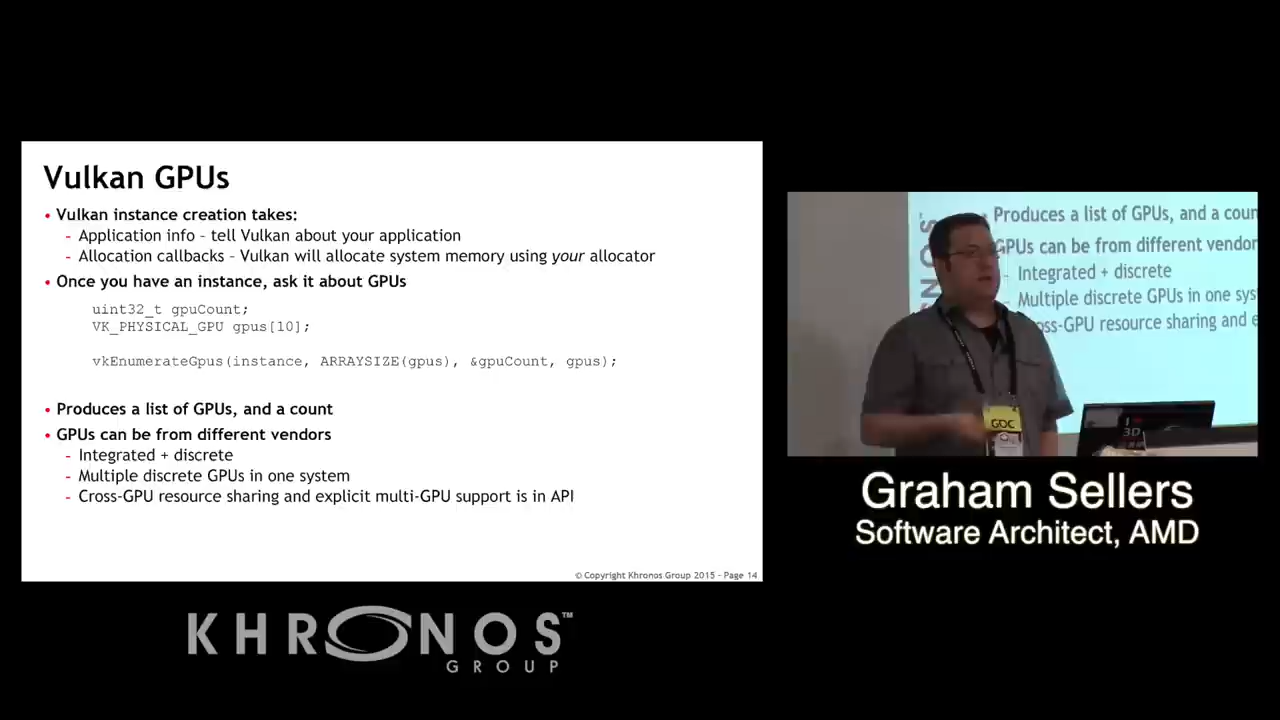 Vulkan GPUs
• Vulkan instance creation takes:
- Application info – tell Vulkan about your application
- Allocation callbacks – Vulkan will allocate system memory using your allocator
• Once you have an instance, ask it about GPUs
uint32_t gpuCount;
VK_PHYSICAL_GPU gpus[10];
vkEnumerateGpus(instance, ARRAYSIZE(gpus), &gpuCount, gpus);
• Produces a list of GPUs, and a count
• GPUs can be from different vendors
- Integrated + discrete
- Multiple discrete GPUs in one system
- Cross-GPU resource sharing and explicit multi-GPU support is in API
© Copyright Khronos Group 2015 - Page 14
Produces a list of GPUs, and a coun
GPUs can be from different vendor
- Integrated + discrete
Multiple discrete GPUs in one sys
oss-GPU resource sharing and e
GDC
I
3D
Graham Sellers
Software Architect, AMD
KHRONOS™
GROUP